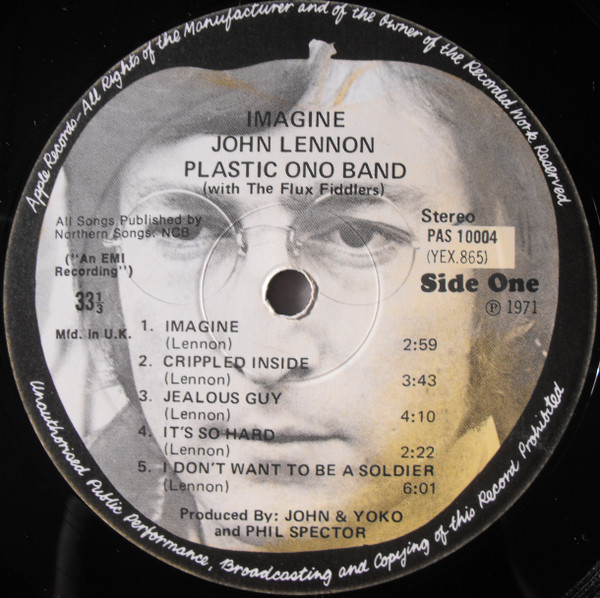 Apple Records–All Rights of the Manufacturer and of the Owner of the Recorded Work Reserved
IMAGINE
JOHN LENNON
PLASTIC ONO BAND
(with The Flux Fiddlers)
All Songs Published by
Northern Songs: NCB
("An EMI
Recording")
33⅓
Mfd. in U.K.
Stereo
PAS 10004
(YEX.865)
Side One
℗ 1971
1. IMAGINE
(Lennon) 2:59
2. CRIPPLED INSIDE
(Lennon) 3:43
3. JEALOUS GUY
(Lennon) 4:10
4. IT'S SO HARD
(Lennon) 2:22
5. I DON'T WANT TO BE A SOLDIER
(Lennon) 6:01
Produced By: JOHN & YOKO
and PHIL SPECTOR
Unauthorised Public Performance, Broadcasting and Copying of this Record Prohibited